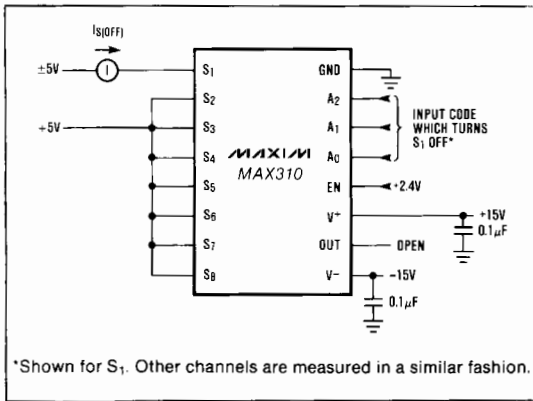 IS(OFF)
±5V
I
S1
GND
S2
A2
+5V
S3
A1
INPUT CODE
WHICH TURNS
S1 OFF*
S4
MAXIM
A0
MAX310
S5
EN
+2.4V
S6
V+
+15V
0.1µF
S7
OUT
OPEN
S8
V−
−15V
0.1µF
*Shown for S1. Other channels are measured in a similar fashion.